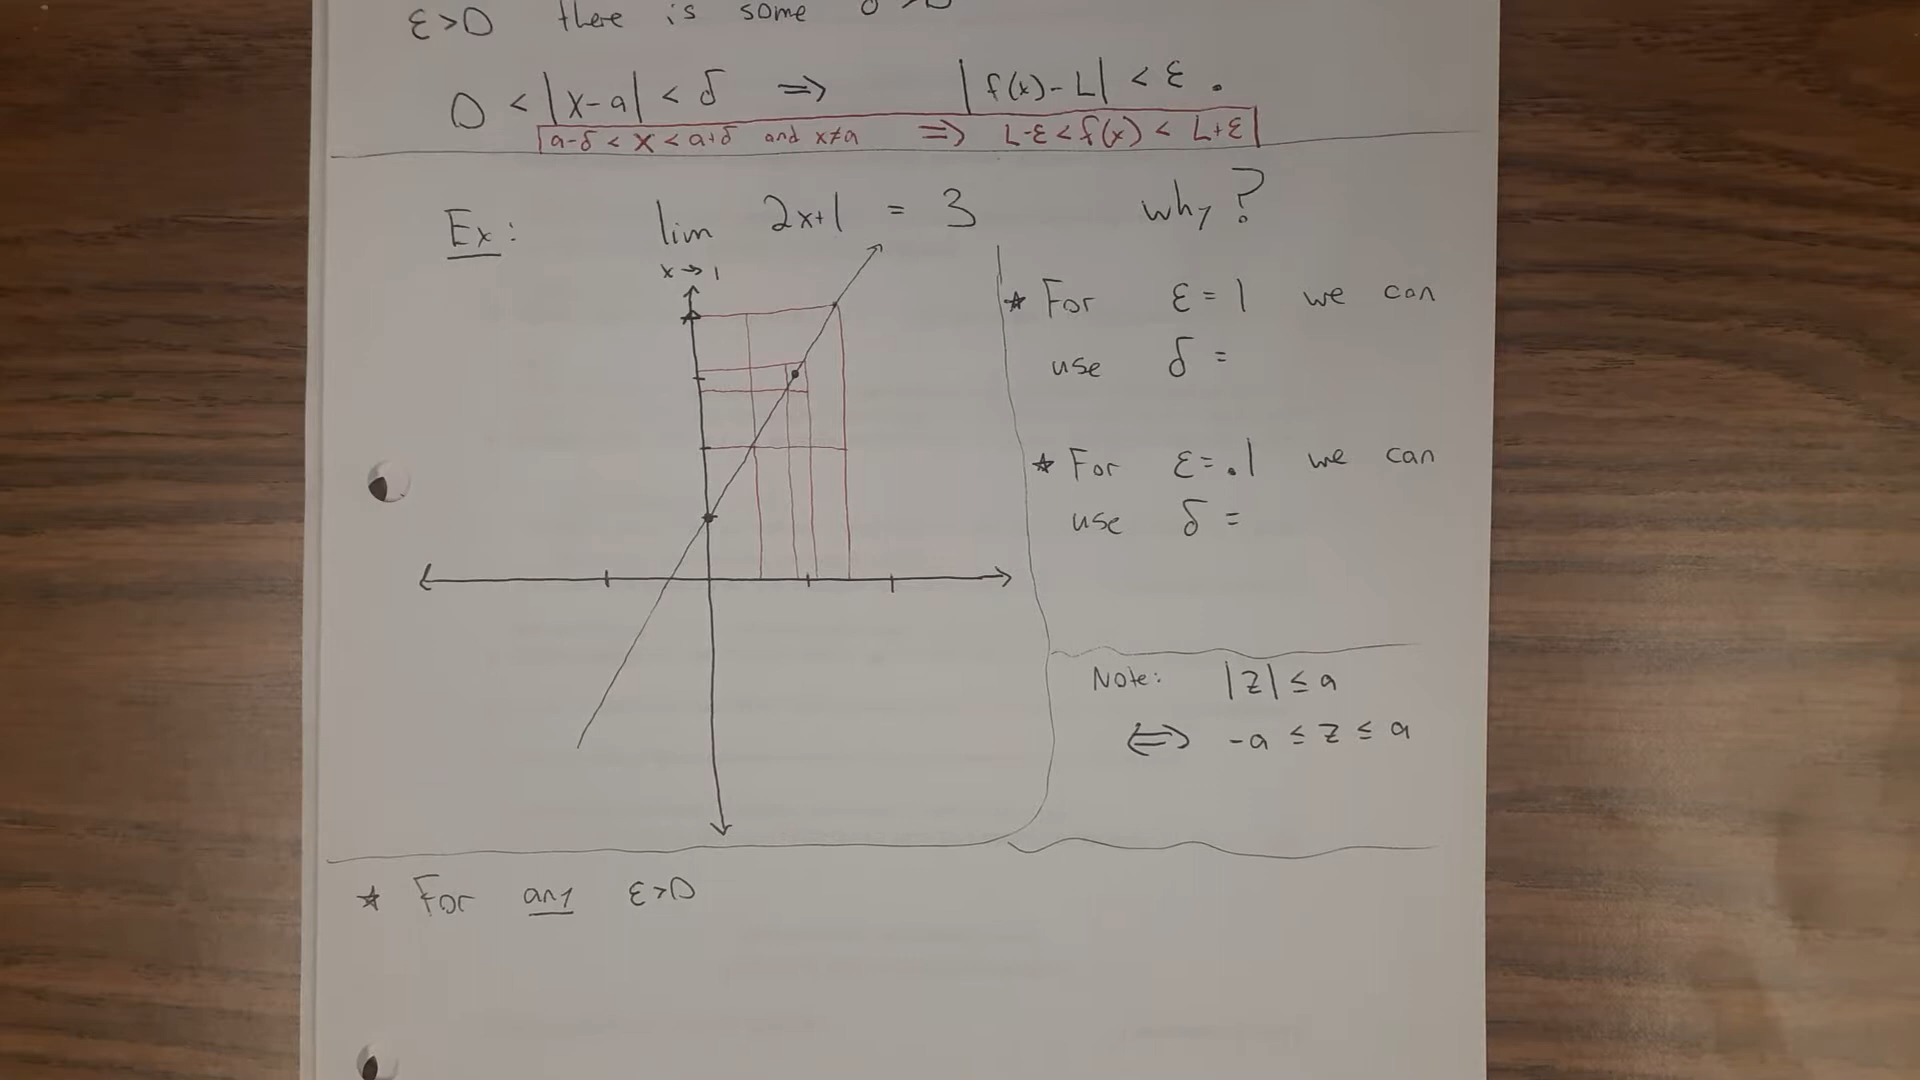 ε>0 there is some δ>0
0 < |x-a| < δ ⇒ |f(x)-L| < ε.
a-δ < x < a+δ and x≠a ⇒ L-ε < f(x) < L+ε
Ex: lim 2x+1 = 3 why?
x→1
★ For ε = 1 we can
use δ =
★ For ε = .1 we can
use δ =
Note: |z| ≤ a
⟺ -a ≤ z ≤ a
★ For any ε>0